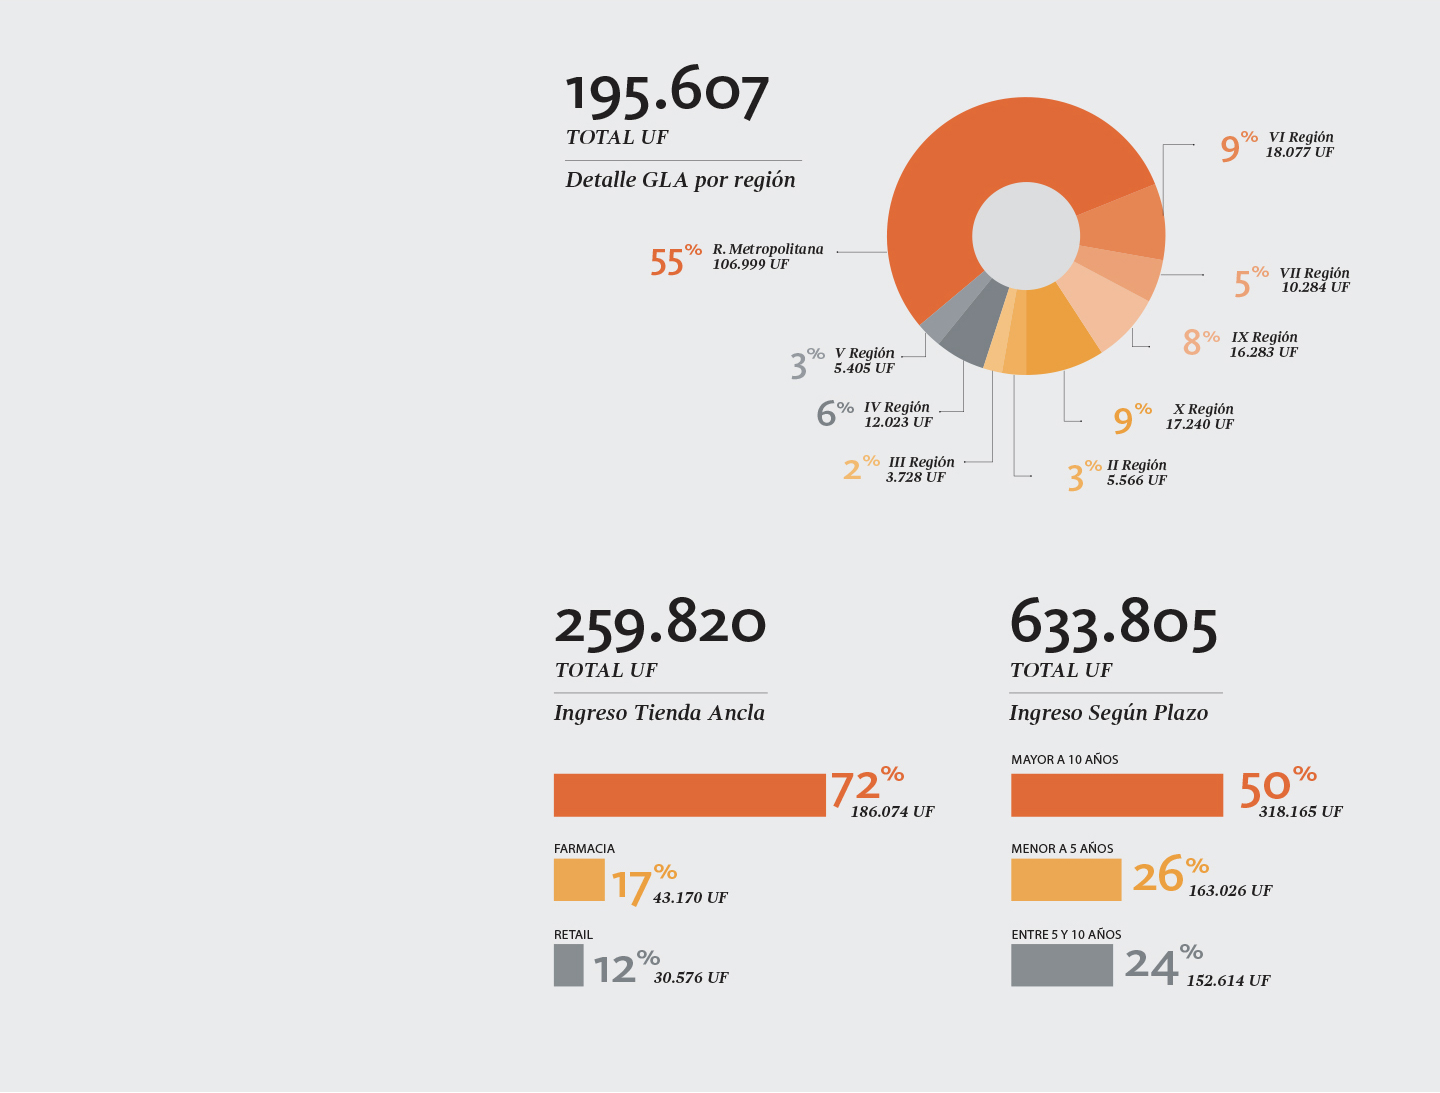 195.607
TOTAL UF
Detalle GLA por región
9% VI Región
18.077 UF
55% R. Metropolitana
106.999 UF
5% VII Región
10.284 UF
8% IX Región
16.283 UF
3% V Región
5.405 UF
6% IV Región
12.023 UF
9% X Región
17.240 UF
2% III Región
3.728 UF
3% II Región
5.566 UF
259.820
TOTAL UF
Ingreso Tienda Ancla
72%
186.074 UF
FARMACIA
17%
43.170 UF
RETAIL
12%
30.576 UF
633.805
TOTAL UF
Ingreso Según Plazo
MAYOR A 10 AÑOS
50%
318.165 UF
MENOR A 5 AÑOS
26%
163.026 UF
ENTRE 5 Y 10 AÑOS
24%
152.614 UF